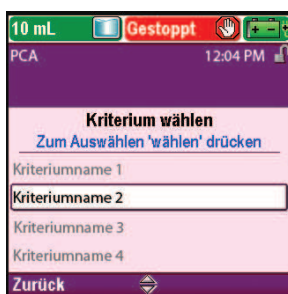 10 mL Gestoppt
PCA 12:04 PM
Kriterium wählen
Zum Auswählen 'wählen' drücken
Kriteriumname 1
Kriteriumname 2
Kriteriumname 3
Kriteriumname 4
Zurück